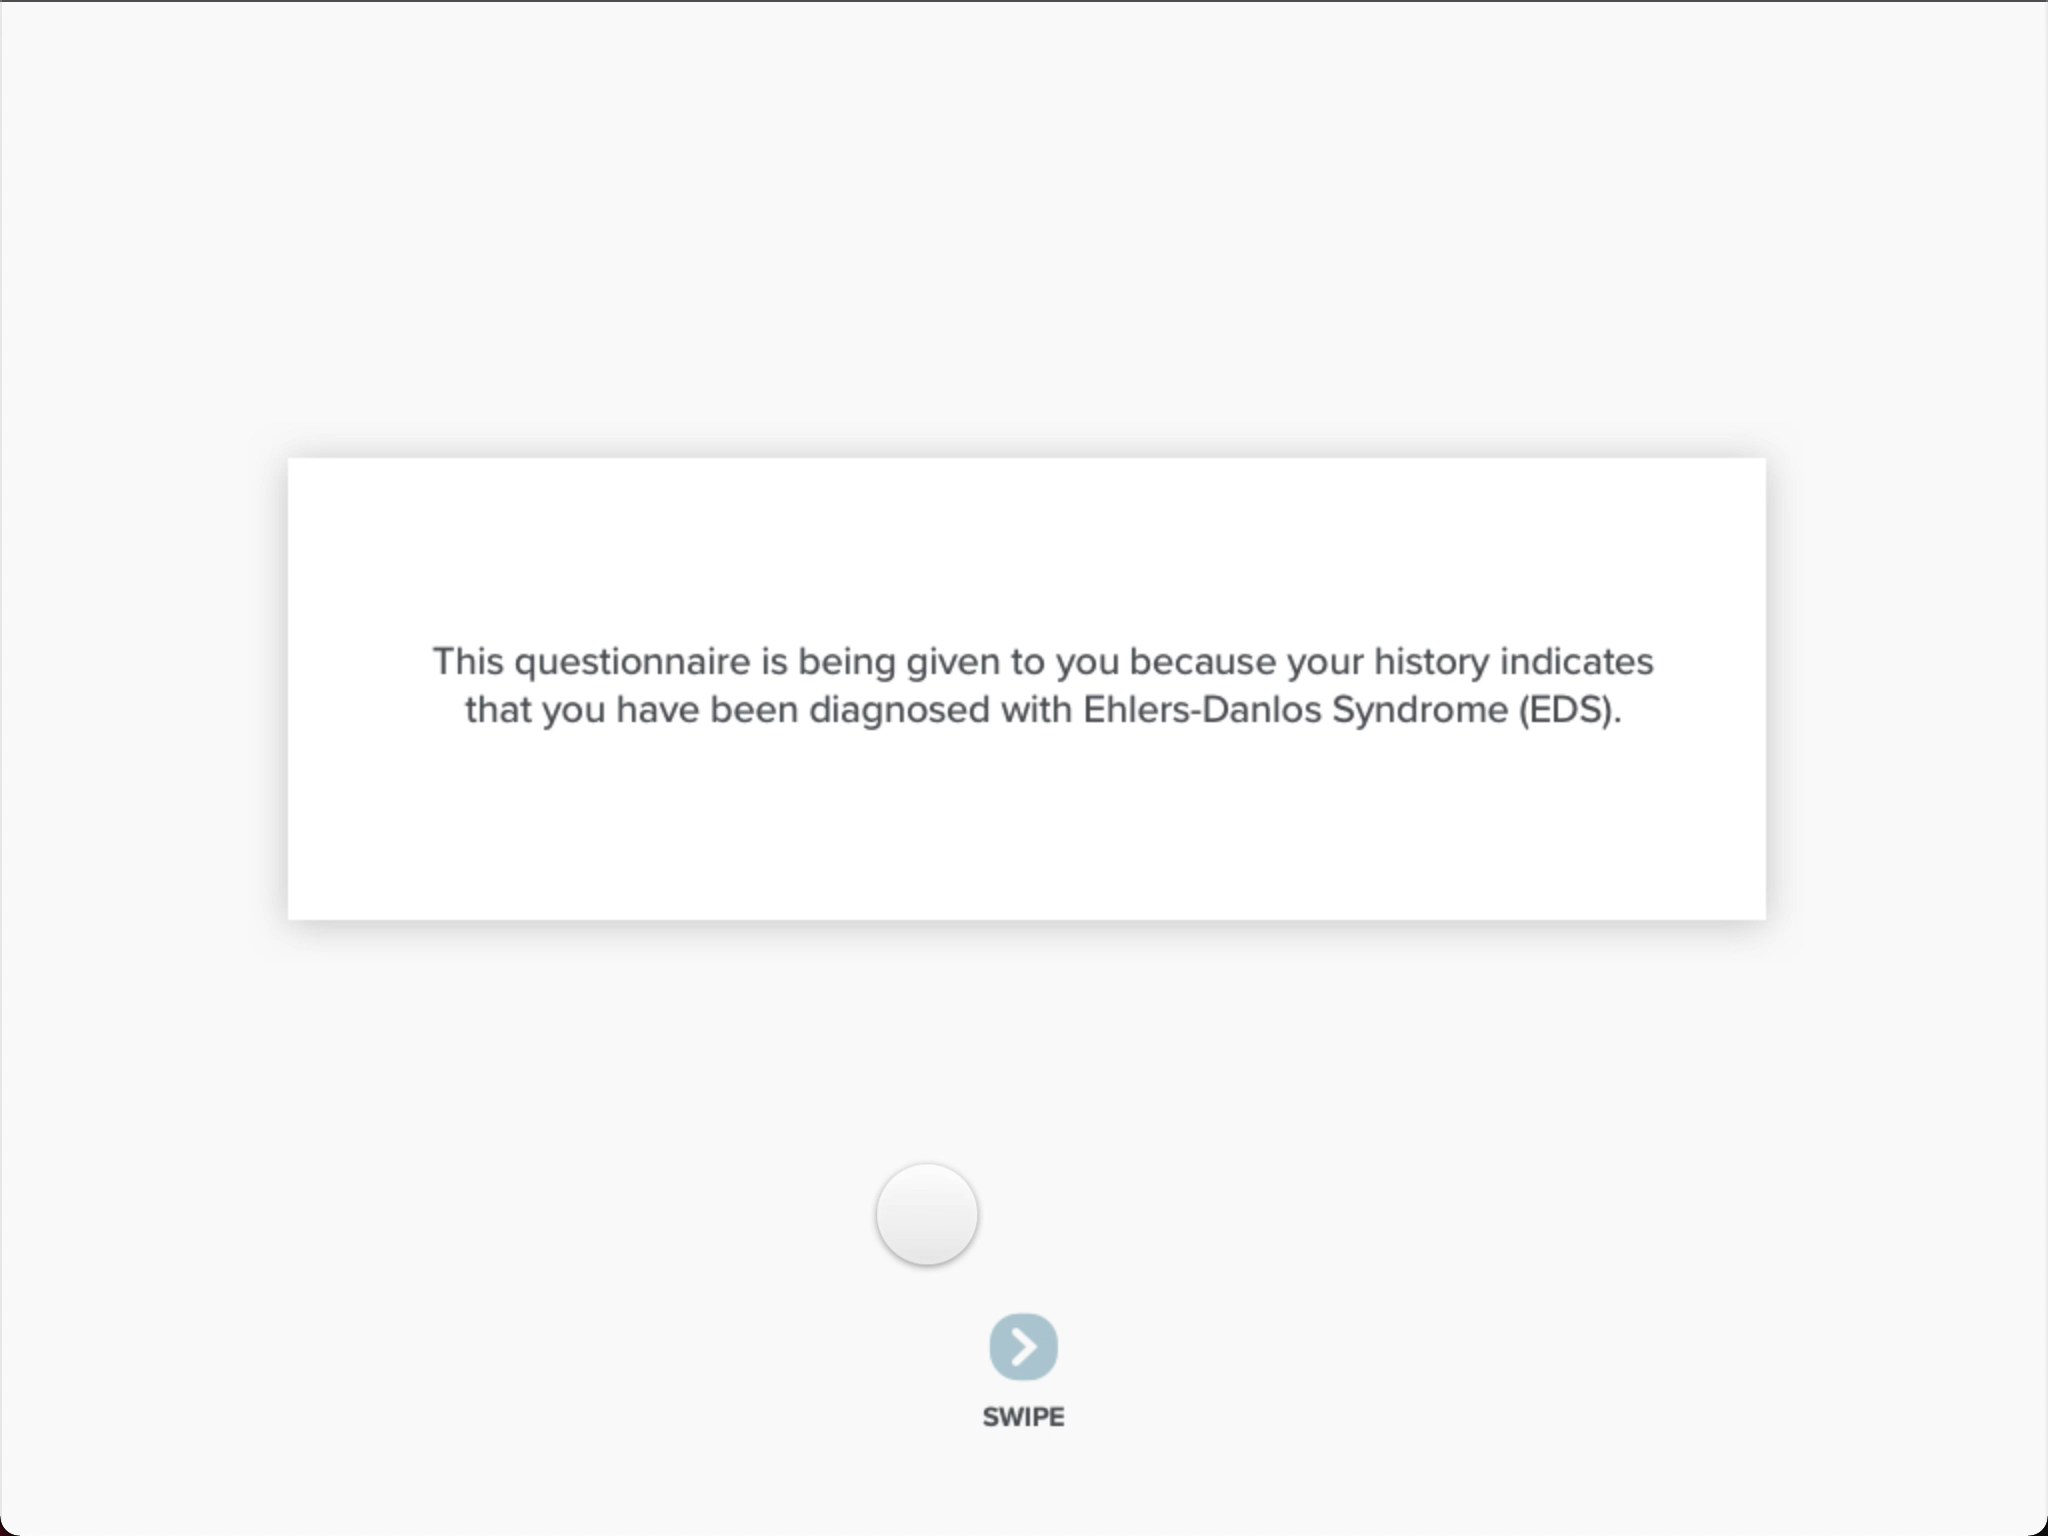 This questionnaire is being given to you because your history indicates
that you have been diagnosed with Ehlers-Danlos Syndrome (EDS).
SWIPE